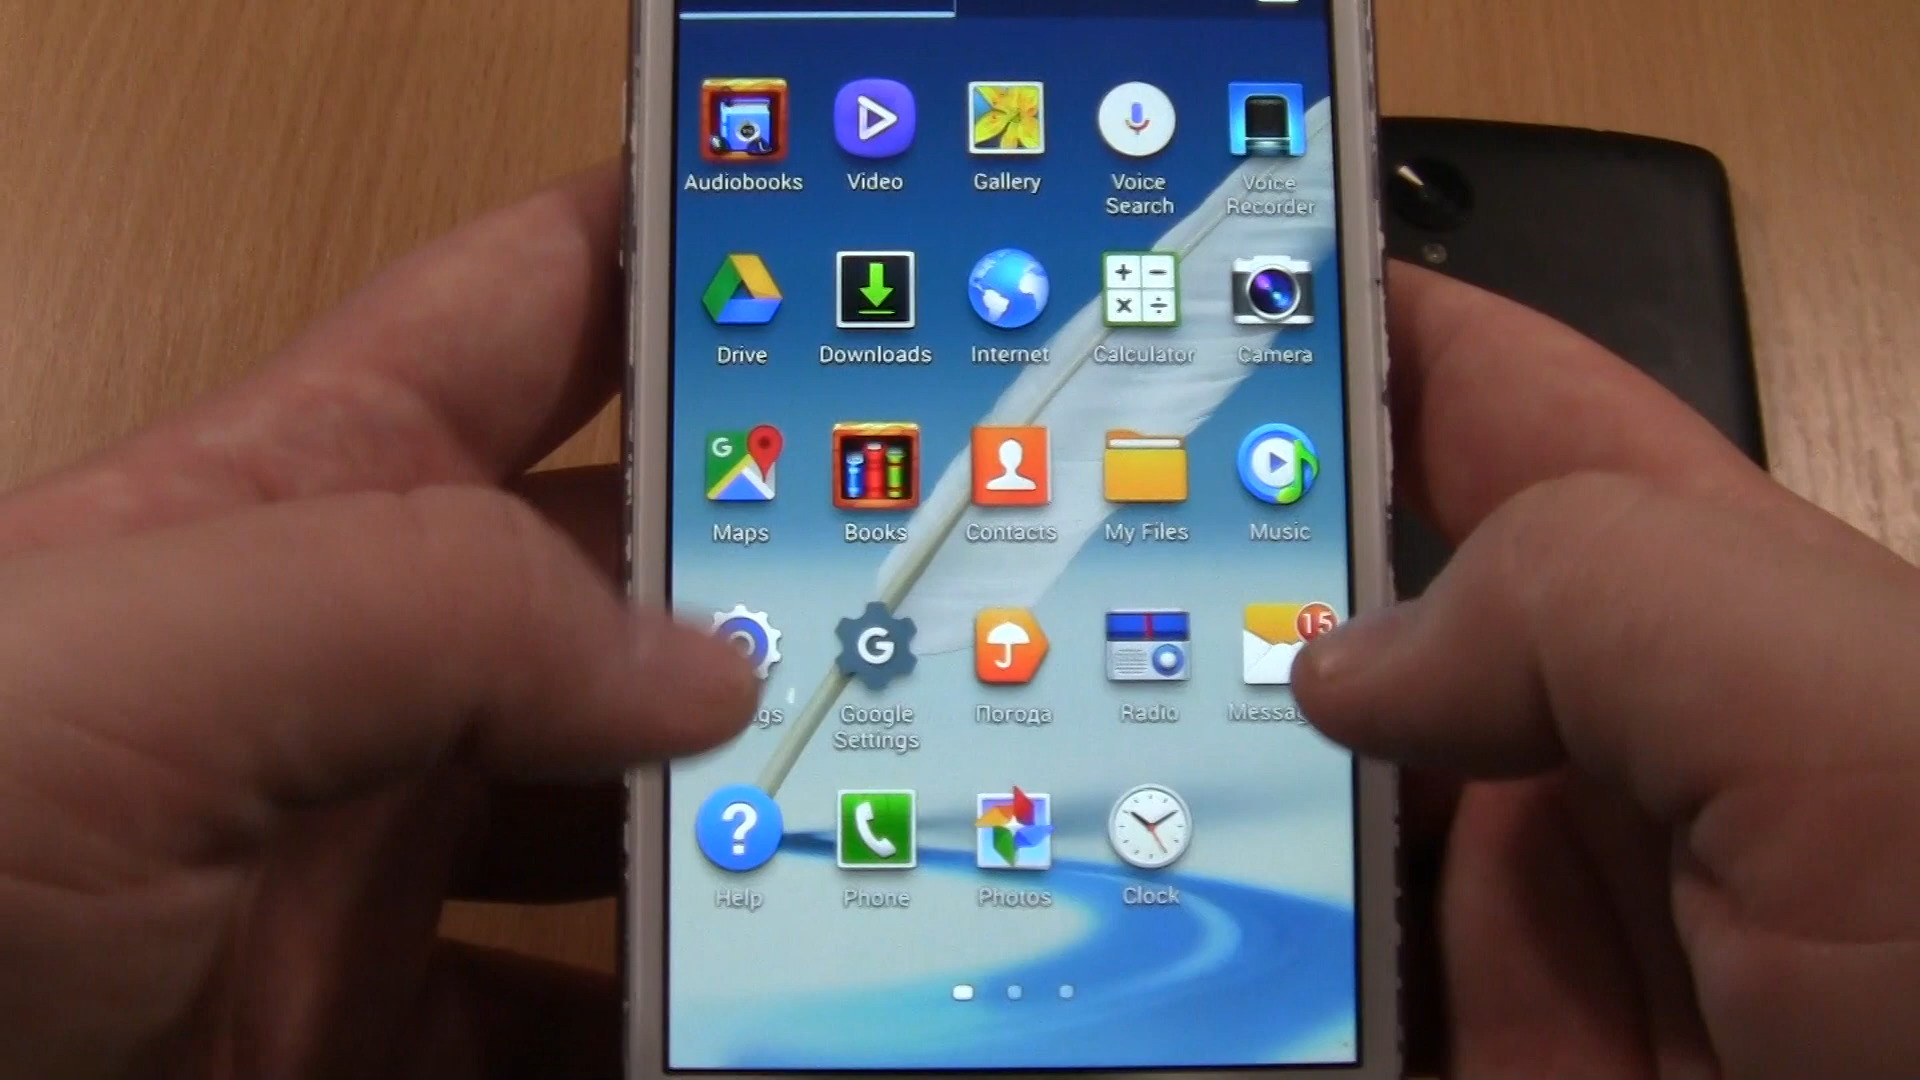 Audiobooks
Video
Gallery
Voice
Search
Voice
Recorder
Drive
Downloads
Internet
Calculator
Camera
G
Maps
Books
Contacts
My Files
Music
G
Google
Settings
Погода
Radio
15
?
Help
Phone
Photos
Clock